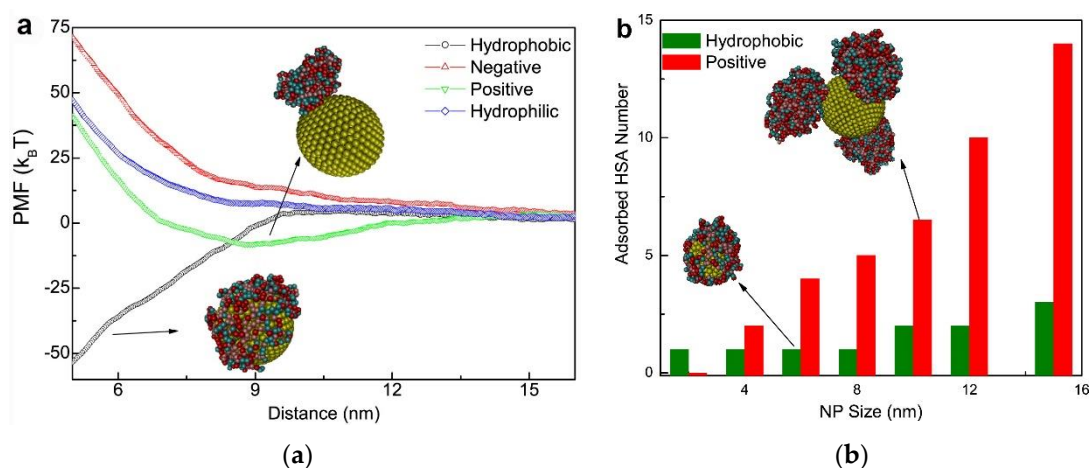 a
75
50
25
0
-25
-50
PMF (kBT)
Hydrophobic
Negative
Positive
Hydrophilic
6
9
12
15
Distance (nm)
(a)
b
15
10
5
0
Adsorbed HSA Number
Hydrophobic
Positive
4
8
12
16
NP Size (nm)
(b)